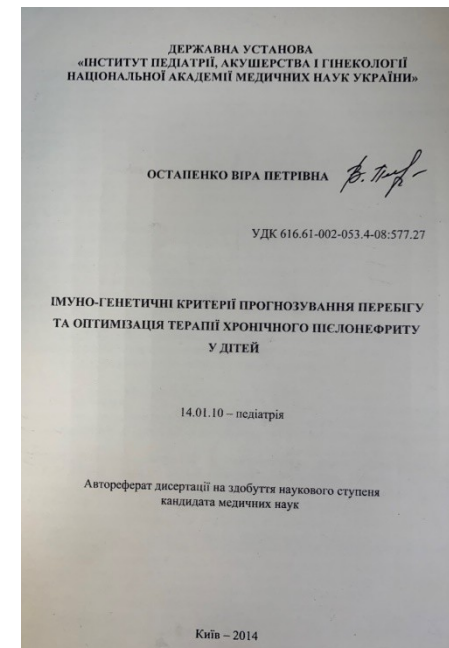 ДЕРЖАВНА УСТАНОВА
«ІНСТИТУТ ПЕДІАТРІЇ, АКУШЕРСТВА І ГІНЕКОЛОГІЇ
НАЦІОНАЛЬНОЇ АКАДЕМІЇ МЕДИЧНИХ НАУК УКРАЇНИ»
ОСТАПЕНКО ВІРА ПЕТРІВНА
УДК 616.61-002-053.4-08:577.27
ІМУНО-ГЕНЕТИЧНІ КРИТЕРІЇ ПРОГНОЗУВАННЯ ПЕРЕБІГУ
ТА ОПТИМІЗАЦІЯ ТЕРАПІЇ ХРОНІЧНОГО ПІЄЛОНЕФРИТУ
У ДІТЕЙ
14.01.10 – педіатрія
Автореферат дисертації на здобуття наукового ступеня
кандидата медичних наук
Київ – 2014